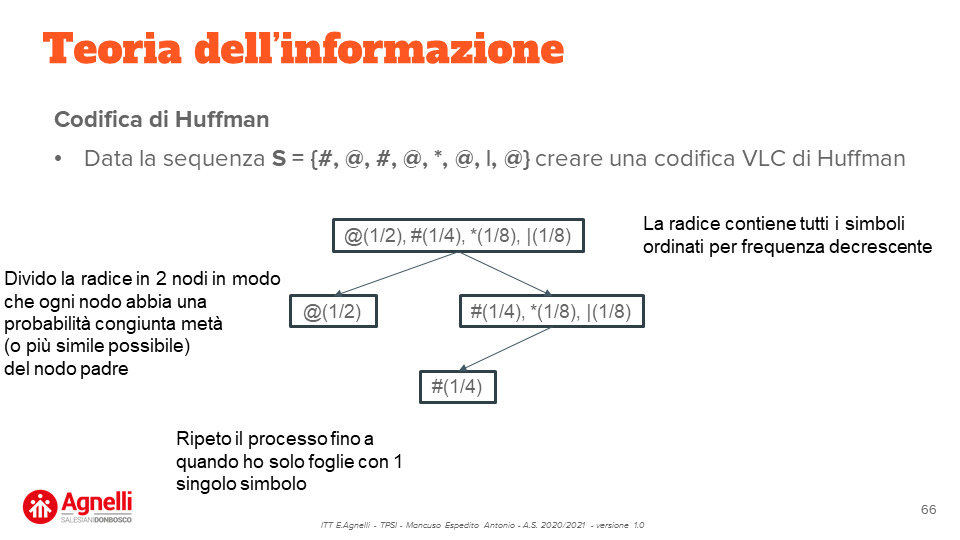 Teoria dell'informazione
Codifica di Huffman
• Data la sequenza S = {#, @, #, @, *, @, |, @} creare una codifica VLC di Huffman
@(1/2), #(1/4), *(1/8), |(1/8)
La radice contiene tutti i simboli
ordinati per frequenza decrescente
Divido la radice in 2 nodi in modo
che ogni nodo abbia una
probabilità congiunta metà
(o più simile possibile)
del nodo padre
@(1/2)
#(1/4), *(1/8), |(1/8)
#(1/4)
Ripeto il processo fino a
quando ho solo foglie con 1
singolo simbolo
Agnelli
SALESIANI DONBOSCO
66
ITT E.Agnelli - TPSI - Mancuso Espedito Antonio - A.S. 2020/2021 - versione 1.0